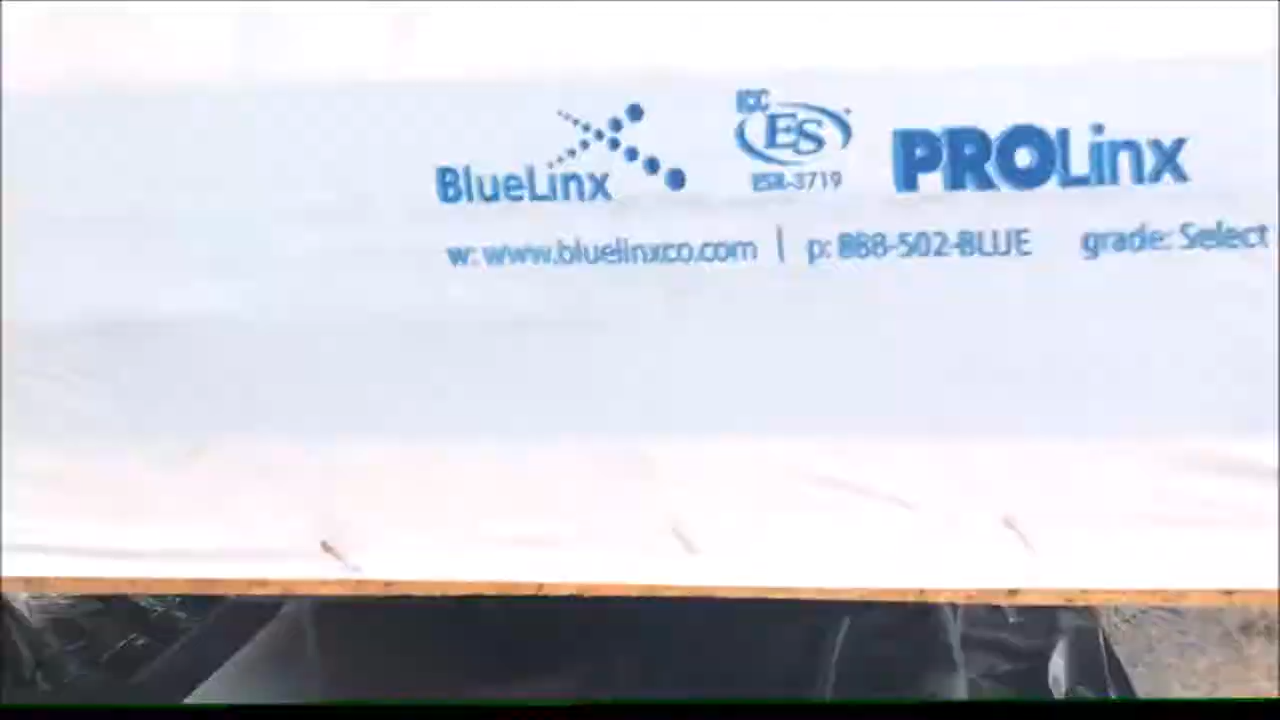 BlueLinx
ICC
ES
ESR-3719
PROLinx
w: www.bluelinxco.com | p: 888-502-BLUE grade: Select